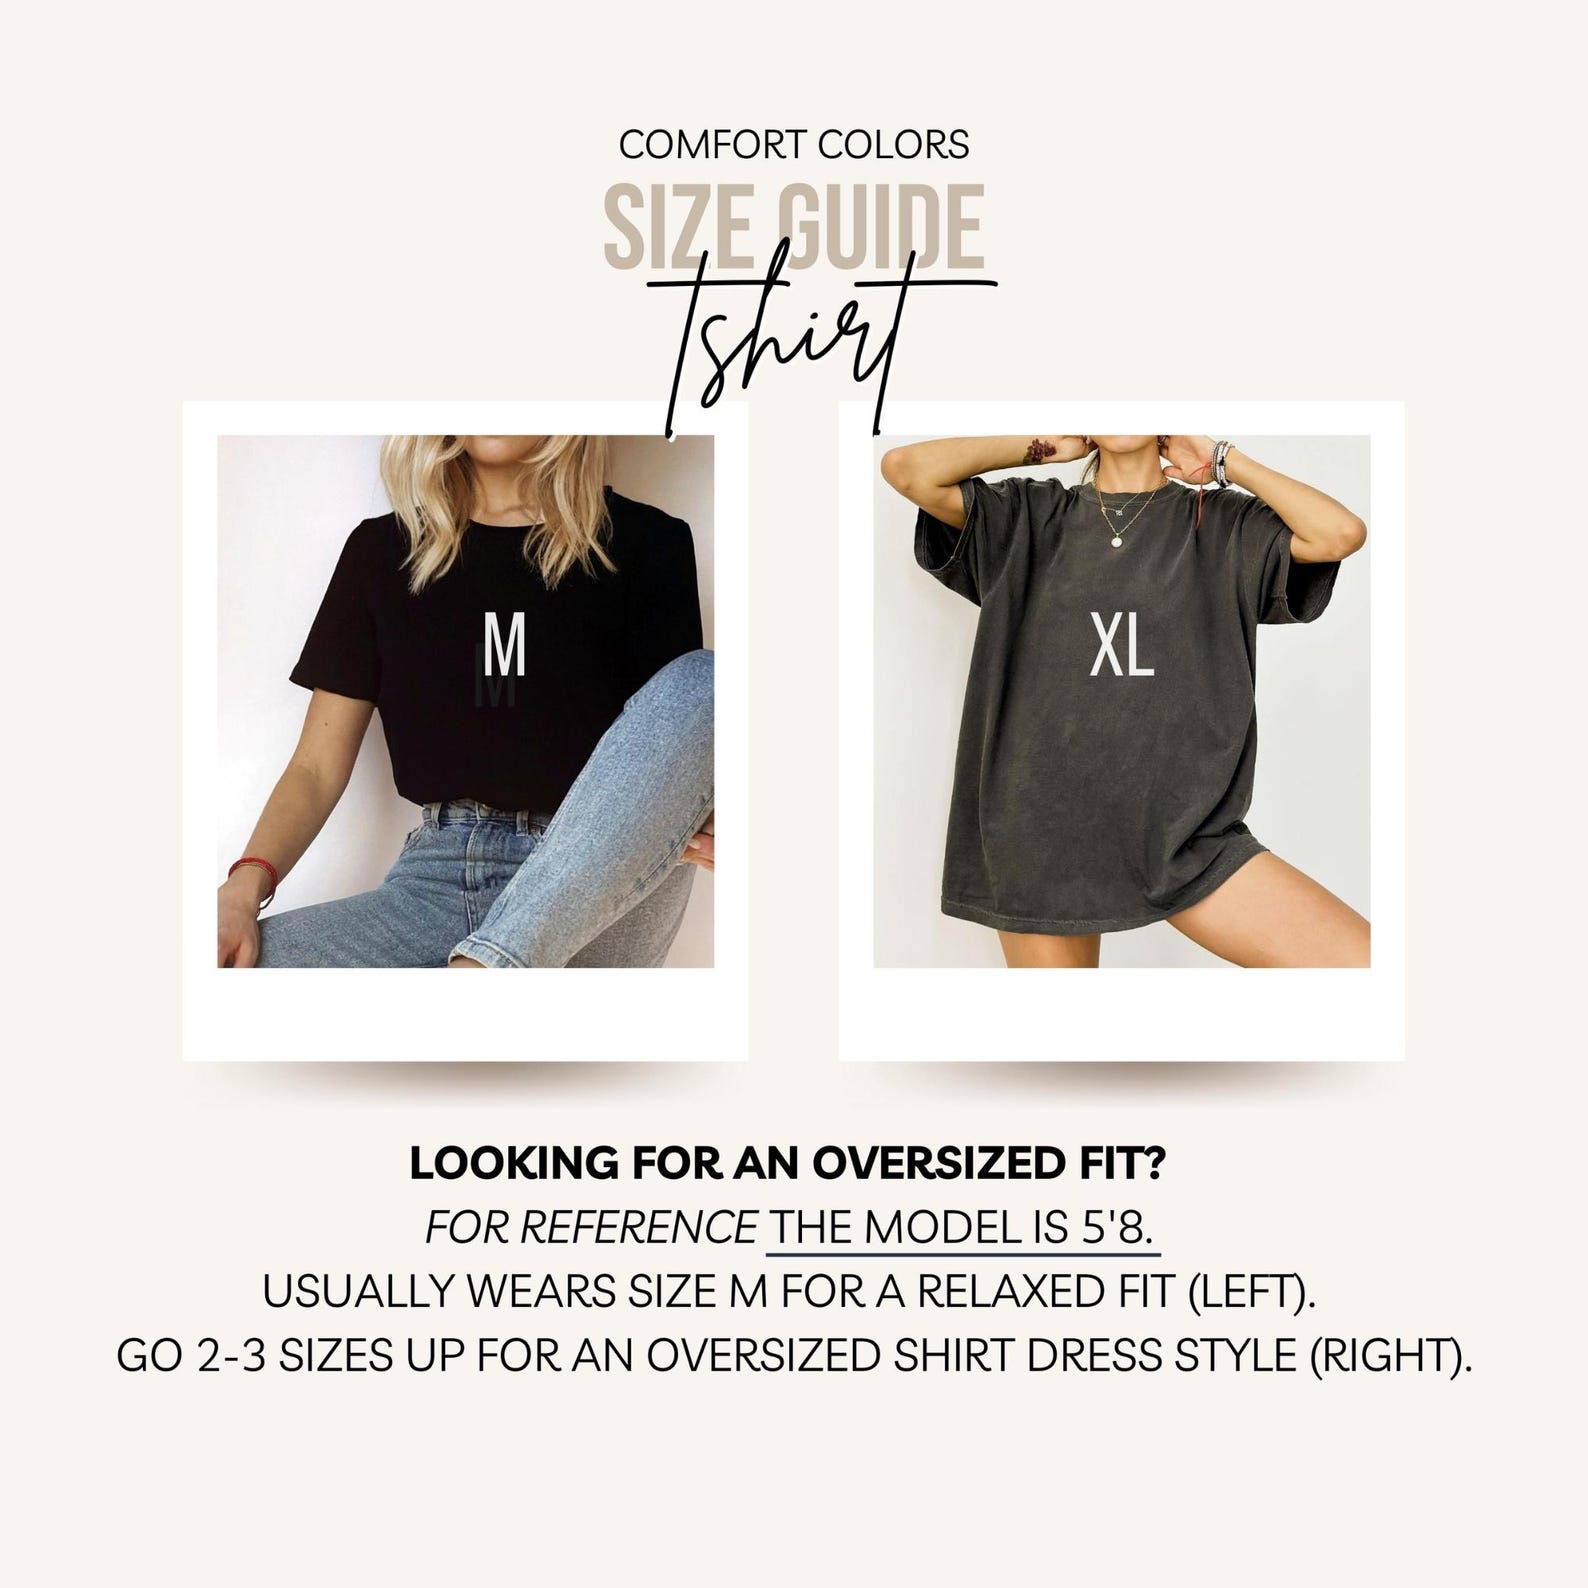 COMFORT COLORS
SIZE GUIDE
tshirt
M
M
XL
LOOKING FOR AN OVERSIZED FIT?
FOR REFERENCE THE MODEL IS 5'8.
USUALLY WEARS SIZE M FOR A RELAXED FIT (LEFT).
GO 2-3 SIZES UP FOR AN OVERSIZED SHIRT DRESS STYLE (RIGHT).